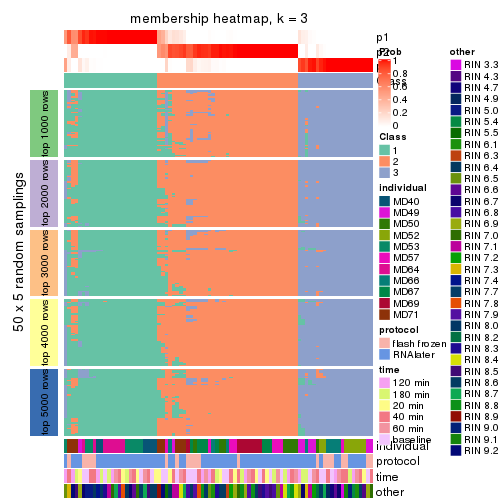 membership heatmap, k = 3
p1
p2
Class
50 x 5 random samplings
top 1000 rows
top 2000 rows
top 3000 rows
top 4000 rows
top 5000 rows
individual
protocol
time
other
Prob
1
0.8
0.6
0.4
0.2
0
Class
1
2
3
individual
MD40
MD49
MD50
MD52
MD53
MD57
MD64
MD66
MD67
MD69
MD71
protocol
flash frozen
RNAlater
time
120 min
180 min
20 min
40 min
60 min
baseline
other
RIN 3.3
RIN 4.3
RIN 4.7
RIN 4.9
RIN 5.0
RIN 5.4
RIN 5.5
RIN 6.1
RIN 6.3
RIN 6.4
RIN 6.5
RIN 6.6
RIN 6.7
RIN 6.8
RIN 6.9
RIN 7.0
RIN 7.1
RIN 7.2
RIN 7.3
RIN 7.4
RIN 7.7
RIN 7.8
RIN 7.9
RIN 8.0
RIN 8.2
RIN 8.3
RIN 8.4
RIN 8.5
RIN 8.6
RIN 8.7
RIN 8.8
RIN 8.9
RIN 9.0
RIN 9.1
RIN 9.2